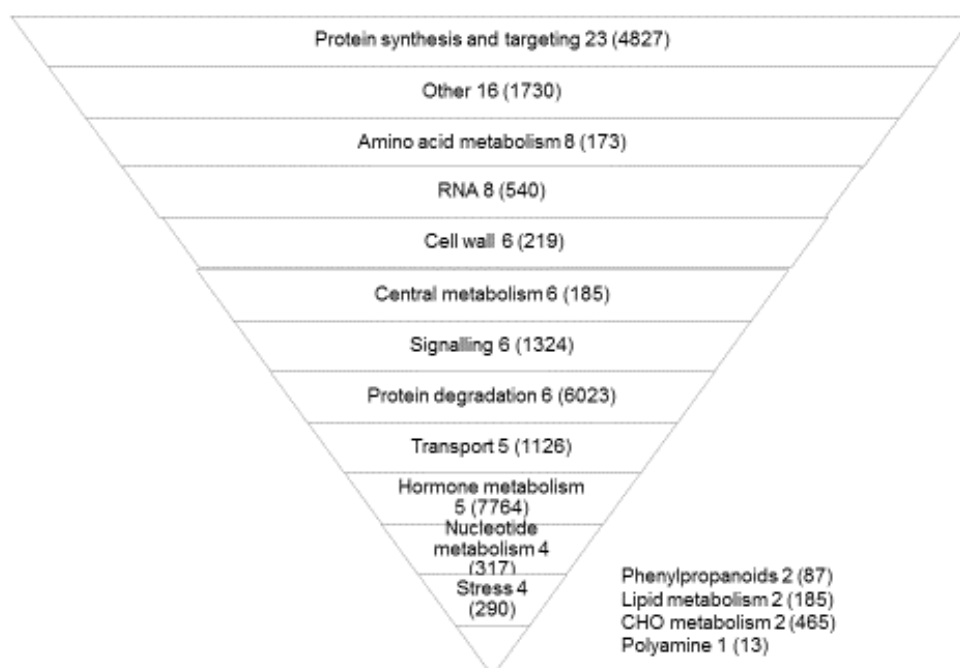 Protein synthesis and targeting 23 (4827)
Other 16 (1730)
Amino acid metabolism 8 (173)
RNA 8 (540)
Cell wall 6 (219)
Central metabolism 6 (185)
Signalling 6 (1324)
Protein degradation 6 (6023)
Transport 5 (1126)
Hormone metabolism
5 (7764)
Nucleotide
metabolism 4
(317)
Stress 4
(290)
Phenylpropanoids 2 (87)
Lipid metabolism 2 (185)
CHO metabolism 2 (465)
Polyamine 1 (13)